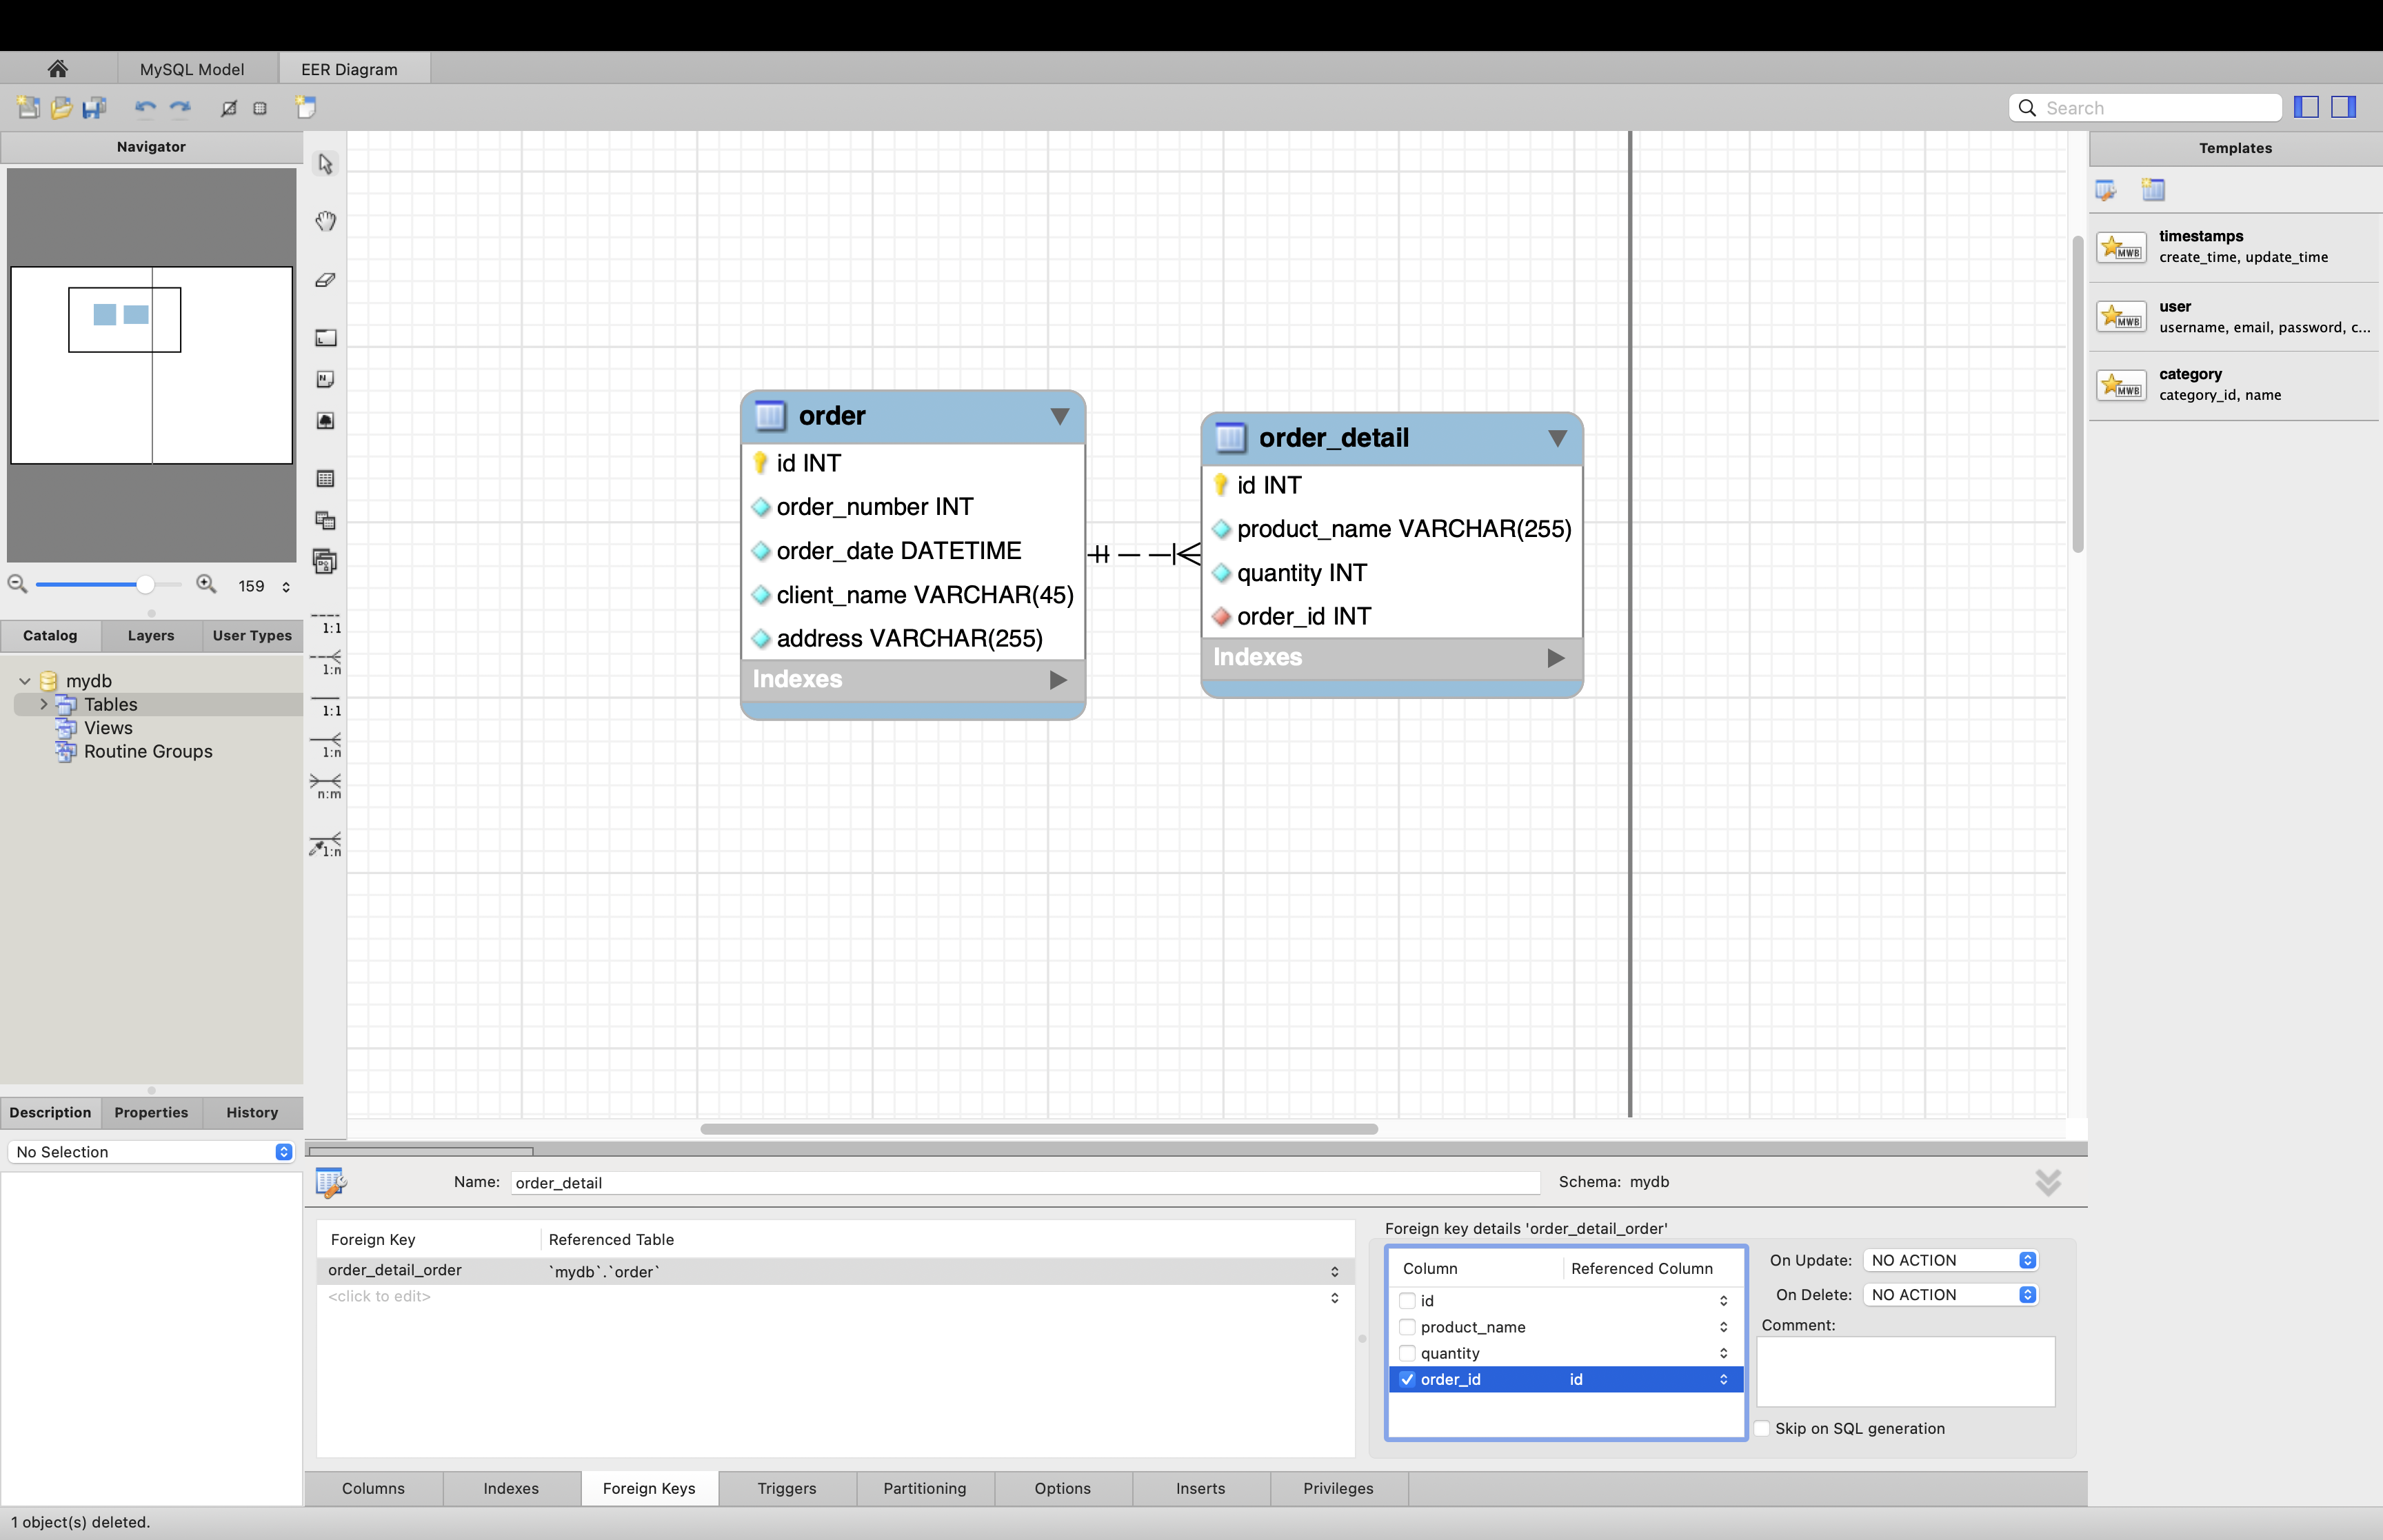 MySQL Model
EER Diagram
Search
Navigator
159
Catalog
Layers
User Types
mydb
Tables
Views
Routine Groups
Description
Properties
History
No Selection
1:1
1:n
1:1
1:n
n:m
1:n
order
id INT
order_number INT
order_date DATETIME
client_name VARCHAR(45)
address VARCHAR(255)
Indexes
order_detail
id INT
product_name VARCHAR(255)
quantity INT
order_id INT
Indexes
Templates
MWB
timestamps
create_time, update_time
MWB
user
username, email, password, c...
MWB
category
category_id, name
Name:
order_detail
Schema: mydb
Foreign Key
Referenced Table
order_detail_order
`mydb`.`order`
<click to edit>
Foreign key details 'order_detail_order'
Column
Referenced Column
id
product_name
quantity
order_id
id
On Update:
NO ACTION
On Delete:
NO ACTION
Comment:
Skip on SQL generation
Columns
Indexes
Foreign Keys
Triggers
Partitioning
Options
Inserts
Privileges
1 object(s) deleted.